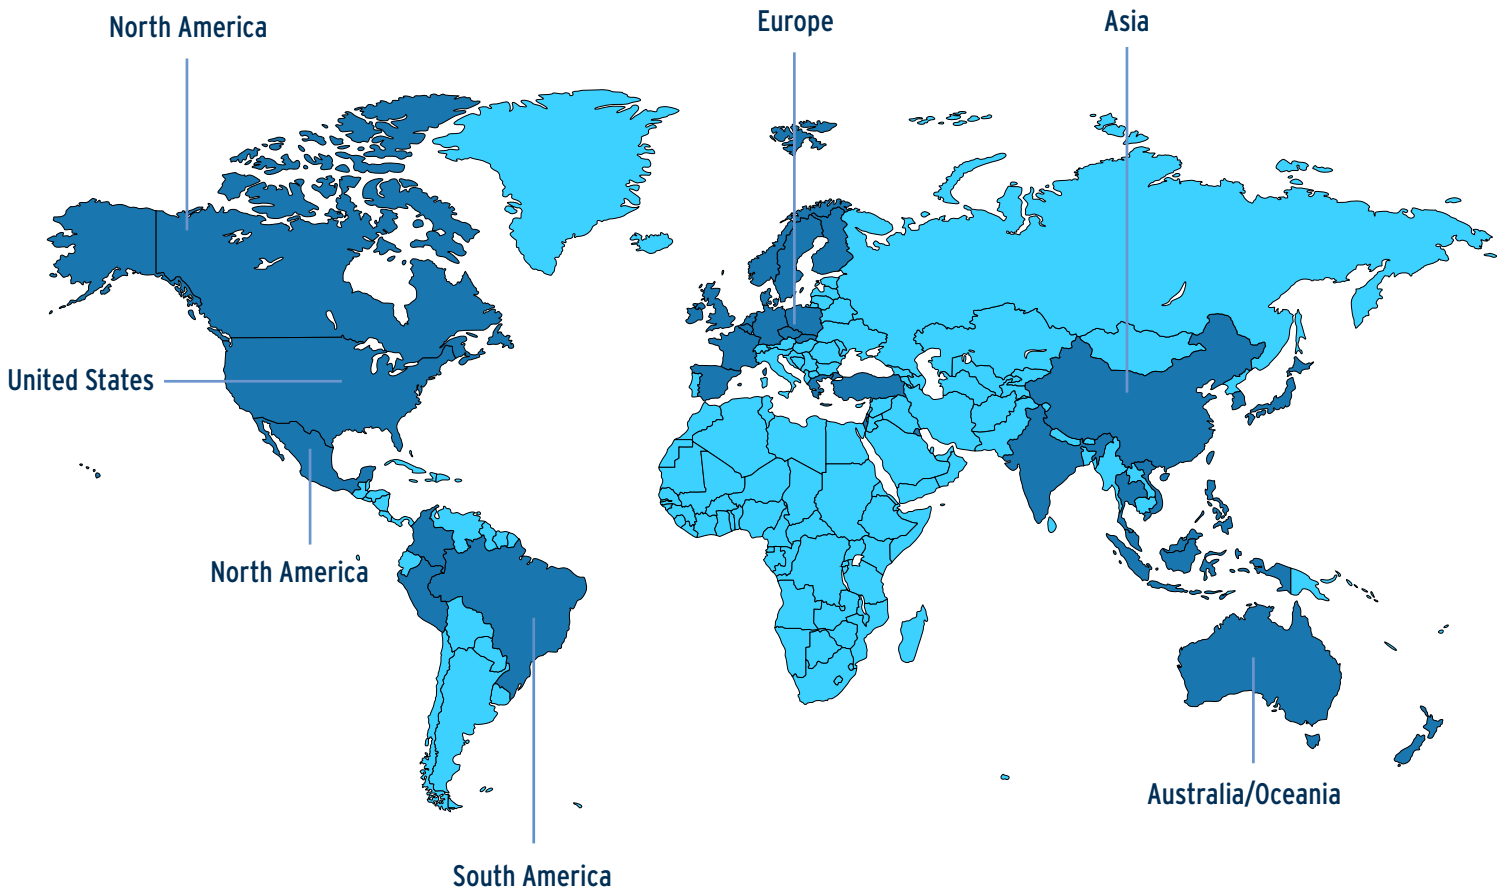 North America
Europe
Asia
United States
North America
Australia/Oceania
South America